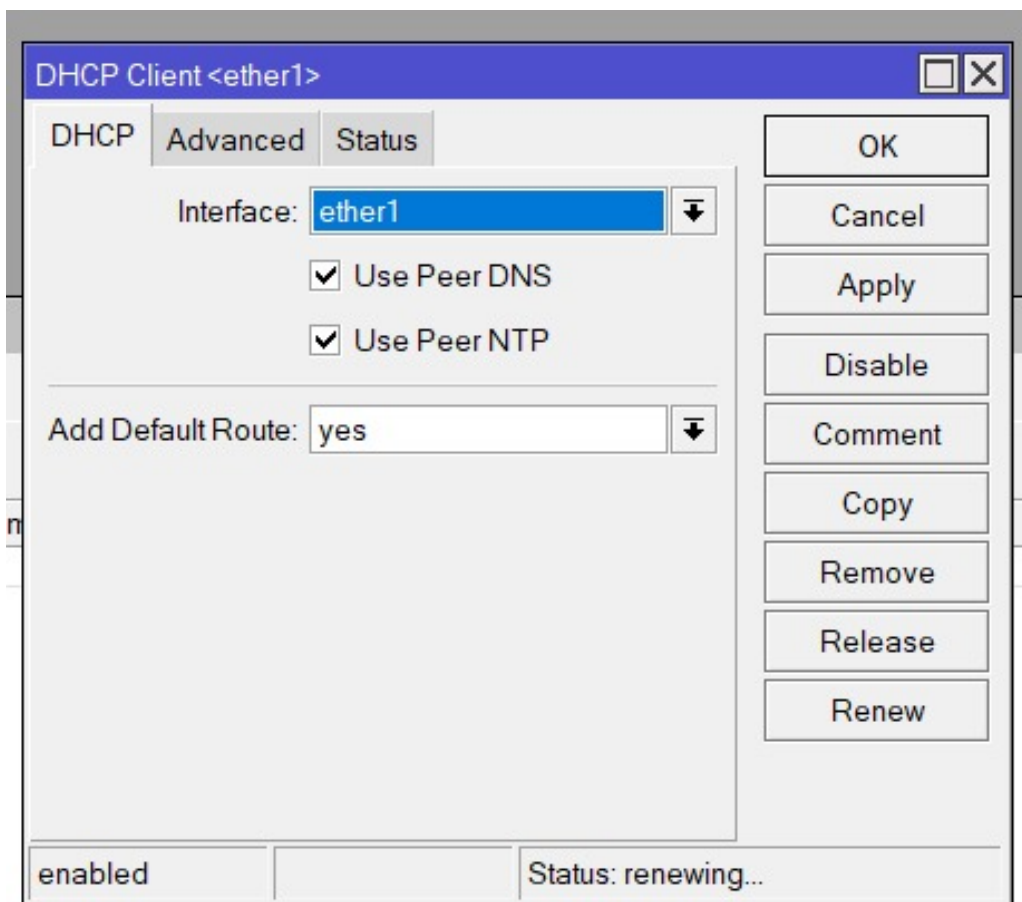 DHCP Client <ether1>
DHCP Advanced Status
OK
Interface: ether1
Cancel
Use Peer DNS
Apply
Use Peer NTP
Disable
Add Default Route: yes
Comment
Copy
Remove
Release
Renew
enabled
Status: renewing...